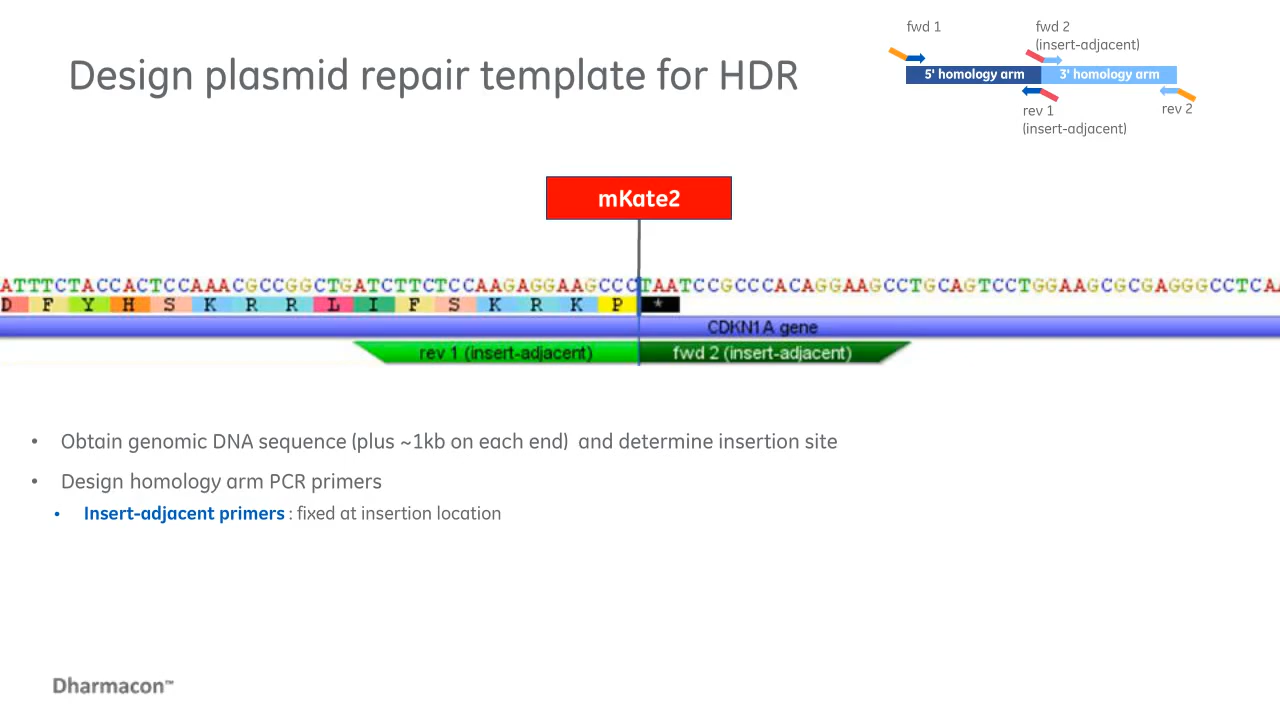 fwd 1
fwd 2
(insert-adjacent)
Design plasmid repair template for HDR
5' homology arm
3' homology arm
rev 1
(insert-adjacent)
rev 2
mKate2
ATTTCTACCACTCCAAACGCCGGCTGATCTTCTCCAAGAGGAAGCCCTAATCCGCCCACAGGAAGCCTGCAGTCCTGGAAGCGCGAGGGCCTCAA
D F Y H S K R R L I F S K R K P *
CDKN1A gene
rev 1 (insert-adjacent)
fwd 2 (insert-adjacent)
• Obtain genomic DNA sequence (plus ~1kb on each end) and determine insertion site
• Design homology arm PCR primers
• Insert-adjacent primers : fixed at insertion location
Dharmacon™